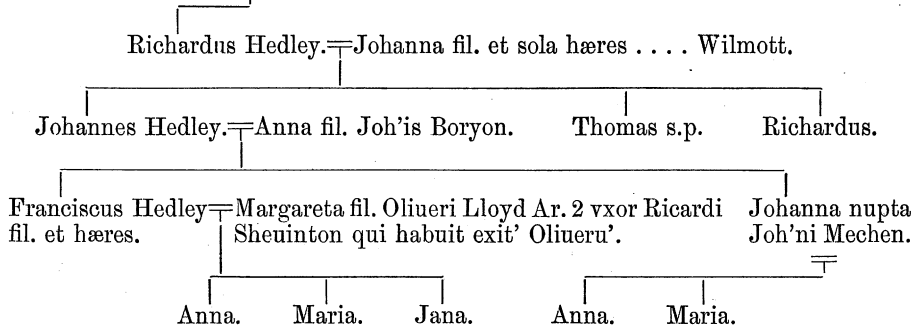 Richardus Hedley. Johanna fil. et sola hæres . . . . Wilmott.
Johannes Hedley. Anna fil. Joh'is Boryon. Thomas s.p. Richardus.
Franciscus Hedley Margareta fil. Oliueri Lloyd Ar. 2 vxor Ricardi Johanna nupta
fil. et hæres. Sheuinton qui habuit exit' Oliueru'. Joh'ni Mechen.
Anna. Maria. Jana. Anna. Maria.